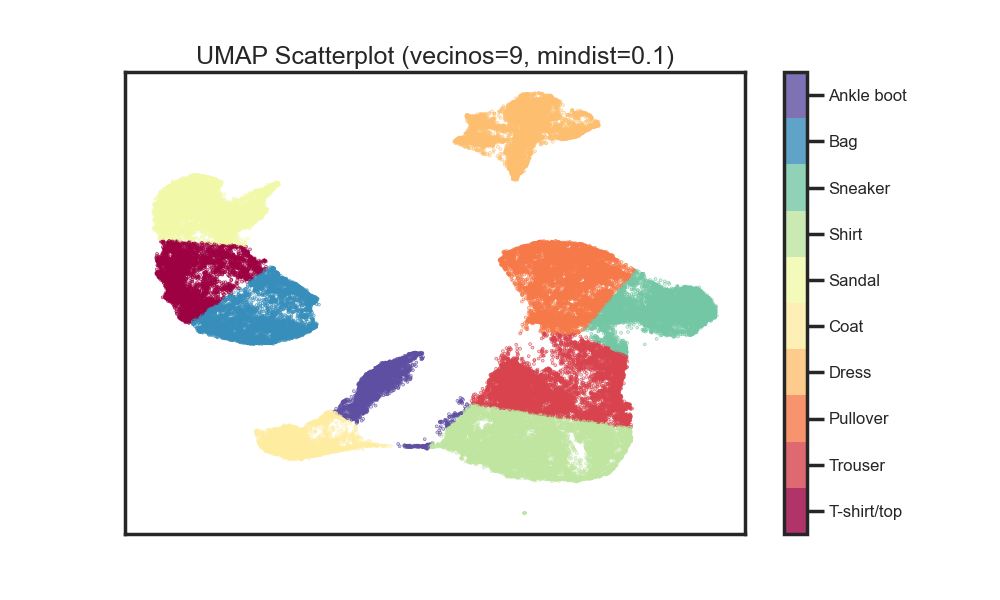 UMAP Scatterplot (vecinos=9, mindist=0.1)
Ankle boot
Bag
Sneaker
Shirt
Sandal
Coat
Dress
Pullover
Trouser
T-shirt/top